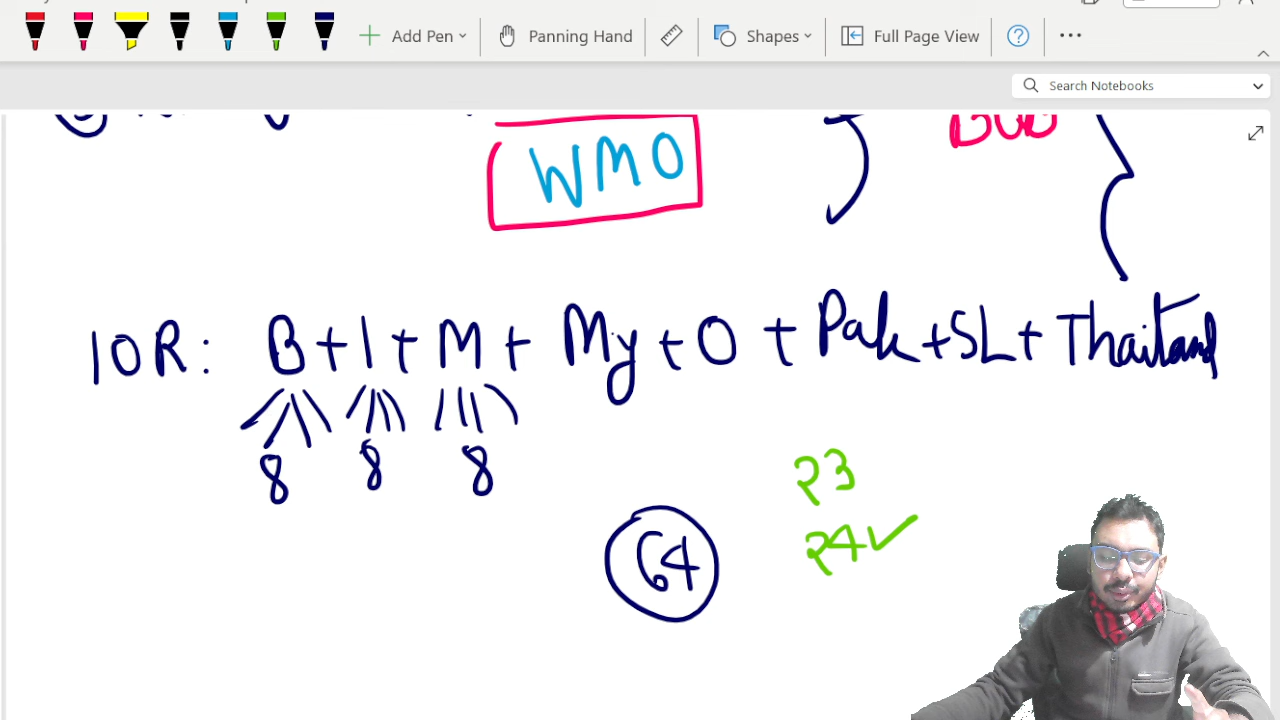 Add Pen
Panning Hand
Shapes
Full Page View
Search Notebooks
BOB
WMO
IOR: B+I+M+My+O+Pak+SL+Thailand
8 8 8
23
24✓
64